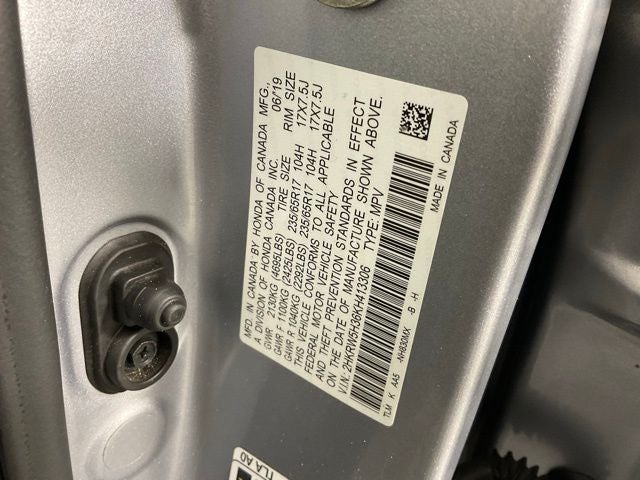 MFD. IN CANADA BY HONDA OF CANADA MFG.,
A DIVISION OF HONDA CANADA INC. 06/19
GVWR 2130KG (4695LBS) TIRE SIZE RIM SIZE
GAWR F 1100KG (2425LBS) 235/65R17 104H 17X7.5J
GAWR R 1040KG (2292LBS) 235/65R17 104H 17X7.5J
THIS VEHICLE CONFORMS TO ALL APPLICABLE
FEDERAL MOTOR VEHICLE SAFETY
AND THEFT PREVENTION STANDARDS IN EFFECT
ON THE DATE OF MANUFACTURE SHOWN ABOVE.
V.I.N.: 2HKRW5H36KH413306 TYPE: MPV
TLM K AA5 -NH830MX -B -H
MADE IN CANADA
TLA A0